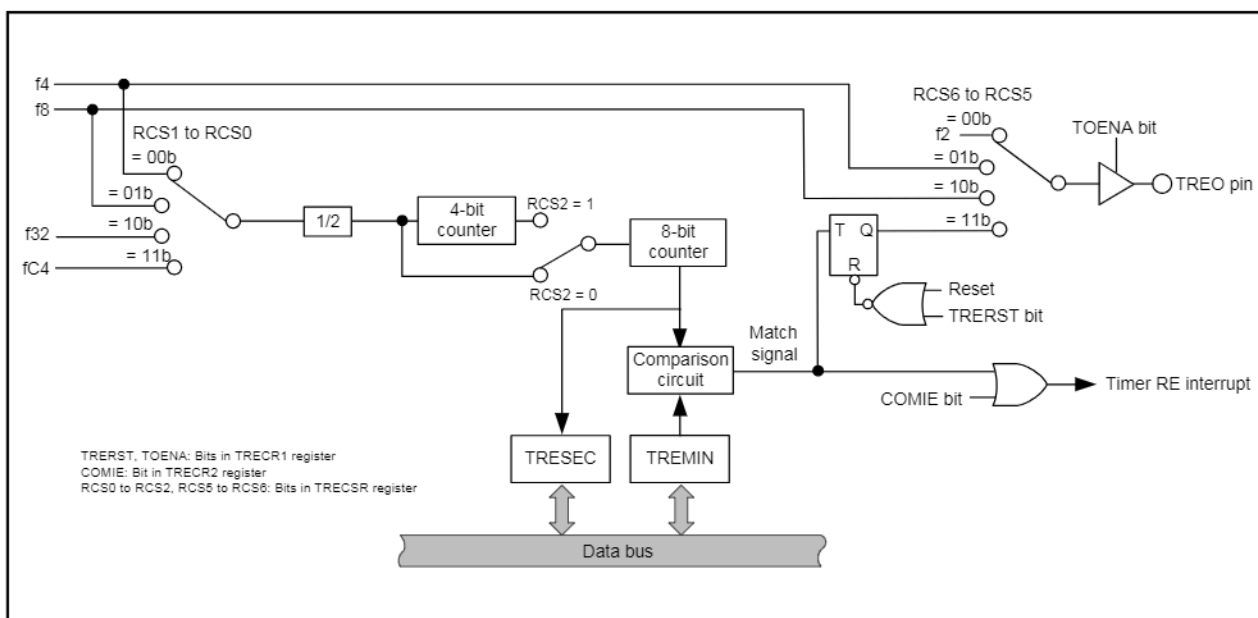 f4
f8
RCS1 to RCS0
= 00b
= 01b
= 10b
= 11b
f32
fC4
1/2
4-bit
counter
RCS2 = 1
RCS2 = 0
8-bit
counter
RCS6 to RCS5
= 00b
f2
= 01b
= 10b
= 11b
TOENA bit
TREO pin
T Q
R
Reset
TRERST bit
Match
signal
Comparison
circuit
COMIE bit
Timer RE interrupt
TRESEC
TREMIN
TRERST, TOENA: Bits in TRECR1 register
COMIE: Bit in TRECR2 register
RCS0 to RCS2, RCS5 to RCS6: Bits in TRECSR register
Data bus